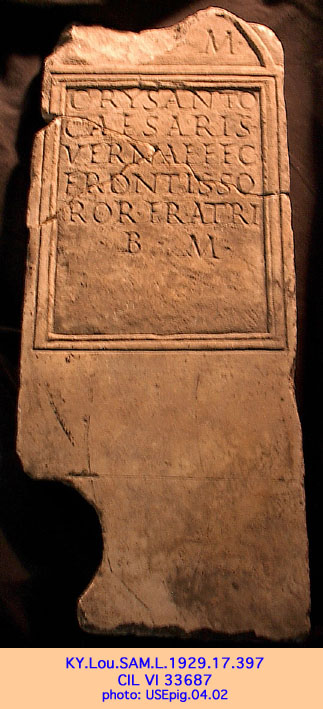 M·
CRYSANTO
CAESARIS·
VERNAE FEC
FRONTIS SO
ROR·FRATRI
·B·M·
KY.Lou.SAM.L.1929.17.397
CIL VI 33687
photo: USEpig.04.02